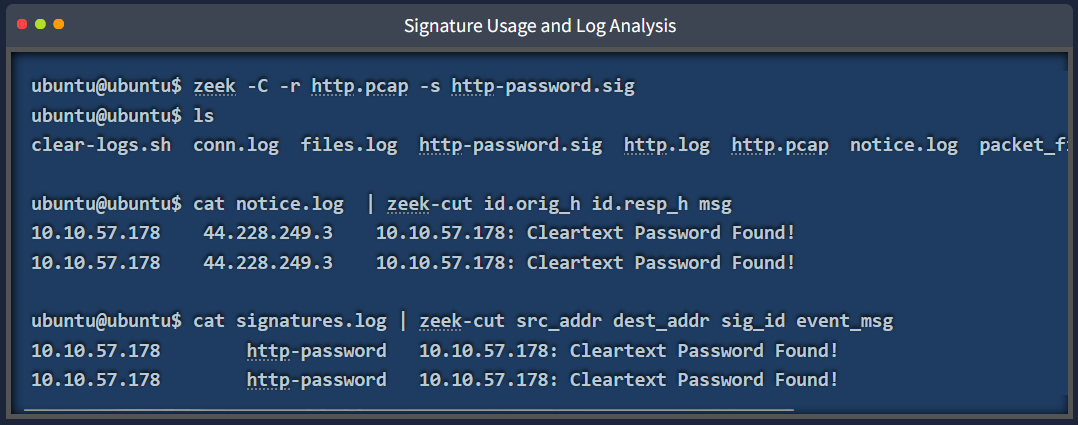 Signature Usage and Log Analysis
ubuntu@ubuntu$ zeek -C -r http.pcap -s http-password.sig
ubuntu@ubuntu$ ls
clear-logs.sh  conn.log  files.log  http-password.sig  http.log  http.pcap  notice.log  packet_fi
ubuntu@ubuntu$ cat notice.log  | zeek-cut id.orig_h id.resp_h msg
10.10.57.178    44.228.249.3    10.10.57.178: Cleartext Password Found!
10.10.57.178    44.228.249.3    10.10.57.178: Cleartext Password Found!
ubuntu@ubuntu$ cat signatures.log | zeek-cut src_addr dest_addr sig_id event_msg
10.10.57.178        http-password   10.10.57.178: Cleartext Password Found!
10.10.57.178        http-password   10.10.57.178: Cleartext Password Found!